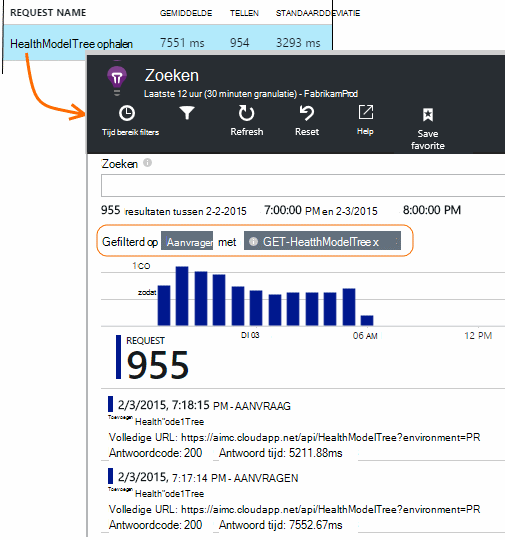 REQUEST NAME GEMIDDELDE TELLEN STANDAARDDEVIATIE
HealthModelTree ophalen 7551 ms 954 3293 ms
Zoeken
Laatste 12 uur (30 minuten granulatie) - FabrikamProd
Tijd bereik filters Refresh Reset Help Save
favorite
Zoeken
955 resultaten tussen 2-2-2015 7:00:00 PM en 2-3/2015 8:00:00 PM
Gefilterd op Aanvragen met GET-HeatthModelTree x
1 CO
zodat
DI 03 06 AM 12 PM
REQUEST
955
2/3/2015, 7:18:15 PM - AANVRAAG
Toevoegen Health"ode1Tree
Volledige URL: https://aimc.cloudapp.net/api/HealthModelTree?environment=PR
Antwoordcode: 200 Antwoord tijd: 5211.88ms
2/3/2015, 7:17:14 PM - AANVRAGEN
Toevoegen Health"ode1Tree
Volledige URL: https://aimc.cloudapp.net/api/HealthModelTree?environment=PR
Antwoordcode: 200 Antwoord tijd: 7552.67ms